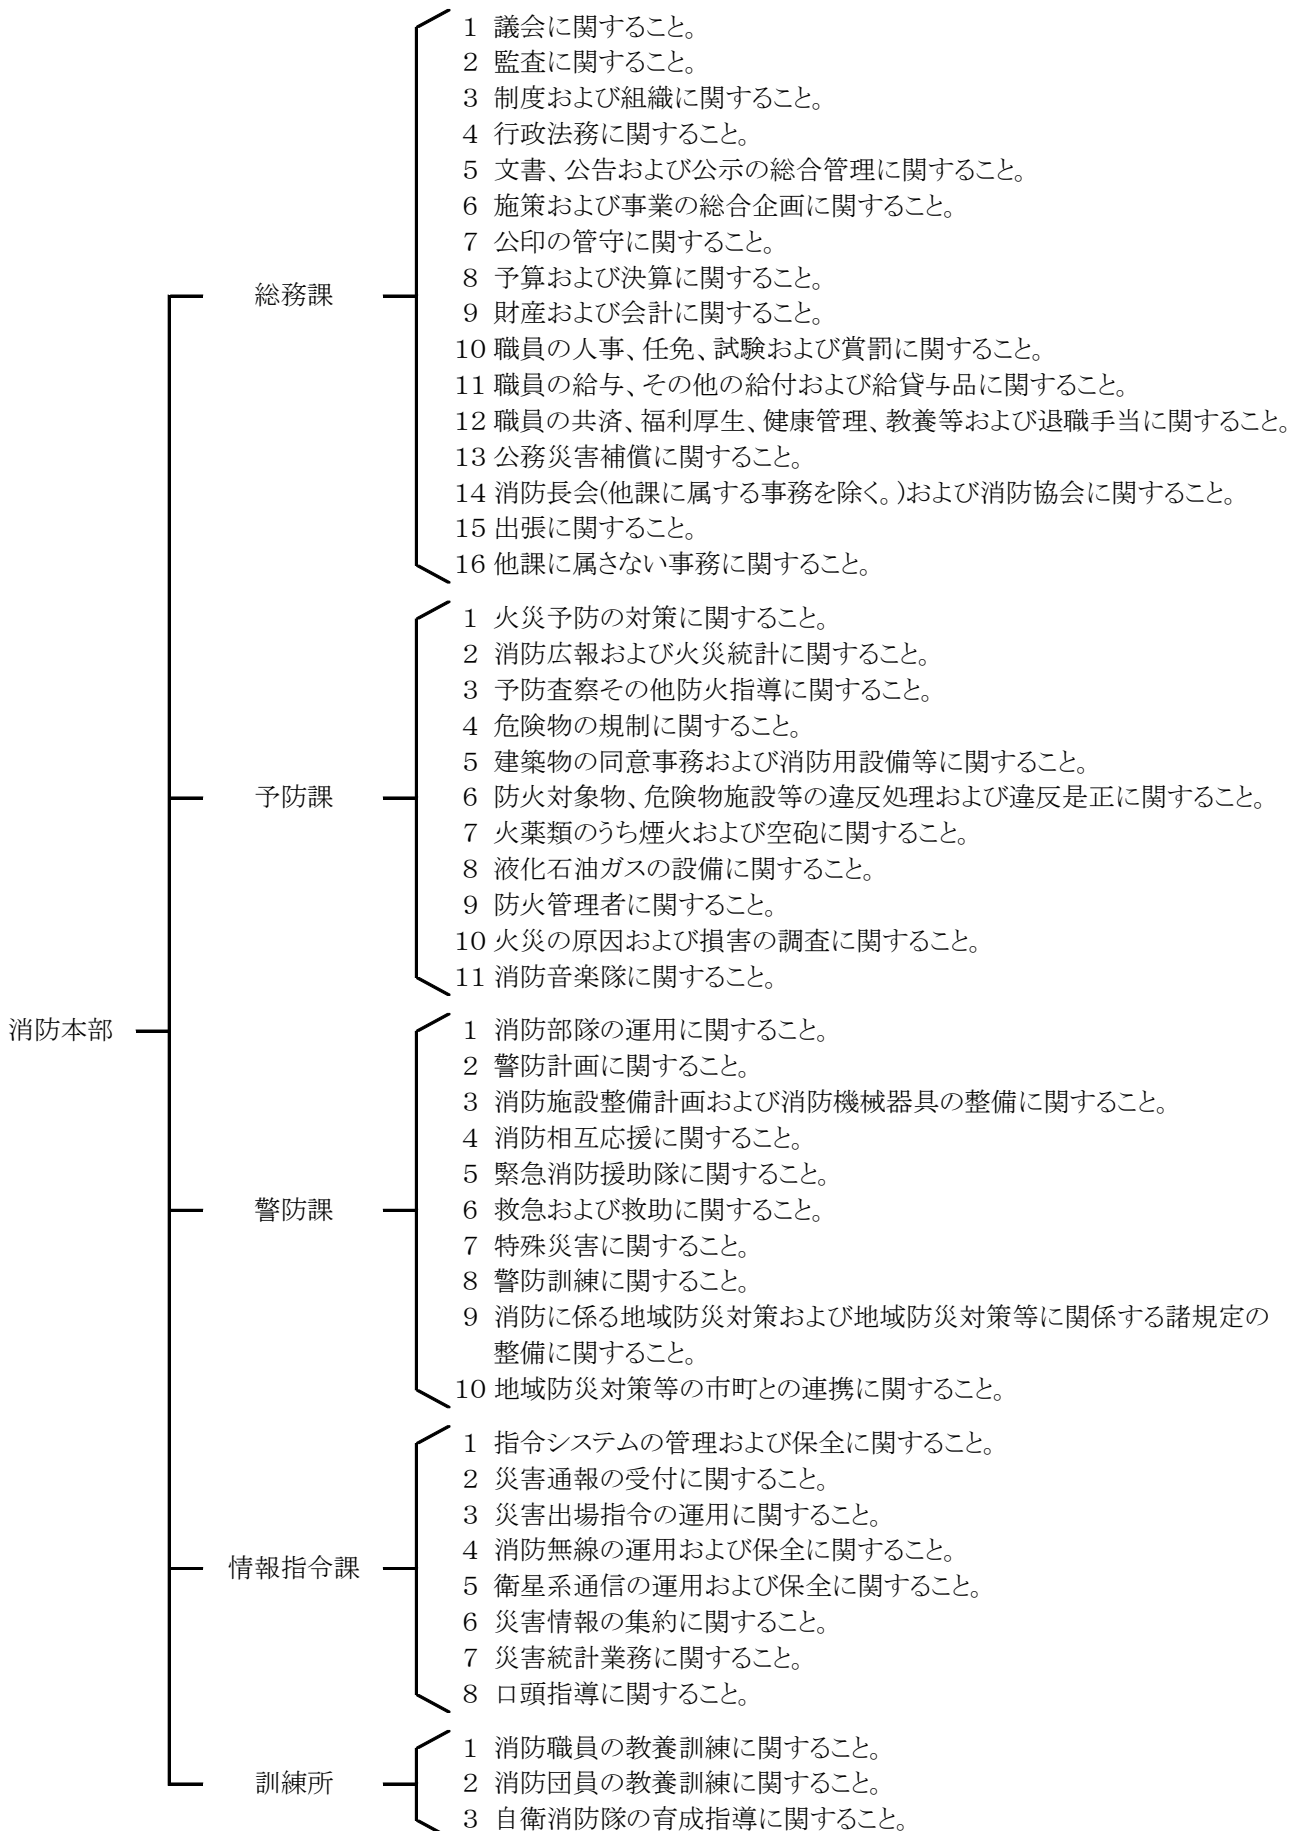 消防本部
総務課
1 議会に関すること。
2 監査に関すること。
3 制度および組織に関すること。
4 行政法務に関すること。
5 文書、公告および公示の総合管理に関すること。
6 施策および事業の総合企画に関すること。
7 公印の管守に関すること。
8 予算および決算に関すること。
9 財産および会計に関すること。
10 職員の人事、任免、試験および賞罰に関すること。
11 職員の給与、その他の給付および給貸与品に関すること。
12 職員の共済、福利厚生、健康管理、教養等および退職手当に関すること。
13 公務災害補償に関すること。
14 消防長会(他課に属する事務を除く。)および消防協会に関すること。
15 出張に関すること。
16 他課に属さない事務に関すること。
予防課
1 火災予防の対策に関すること。
2 消防広報および火災統計に関すること。
3 予防査察その他防火指導に関すること。
4 危険物の規制に関すること。
5 建築物の同意事務および消防用設備等に関すること。
6 防火対象物、危険物施設等の違反処理および違反是正に関すること。
7 火薬類のうち煙火および空砲に関すること。
8 液化石油ガスの設備に関すること。
9 防火管理者に関すること。
10 火災の原因および損害の調査に関すること。
11 消防音楽隊に関すること。
警防課
1 消防部隊の運用に関すること。
2 警防計画に関すること。
3 消防施設整備計画および消防機械器具の整備に関すること。
4 消防相互応援に関すること。
5 緊急消防援助隊に関すること。
6 救急および救助に関すること。
7 特殊災害に関すること。
8 警防訓練に関すること。
9 消防に係る地域防災対策および地域防災対策等に関係する諸規定の
整備に関すること。
10 地域防災対策等の市町との連携に関すること。
情報指令課
1 指令システムの管理および保全に関すること。
2 災害通報の受付に関すること。
3 災害出場指令の運用に関すること。
4 消防無線の運用および保全に関すること。
5 衛星系通信の運用および保全に関すること。
6 災害情報の集約に関すること。
7 災害統計業務に関すること。
8 口頭指導に関すること。
訓練所
1 消防職員の教養訓練に関すること。
2 消防団員の教養訓練に関すること。
3 自衛消防隊の育成指導に関すること。